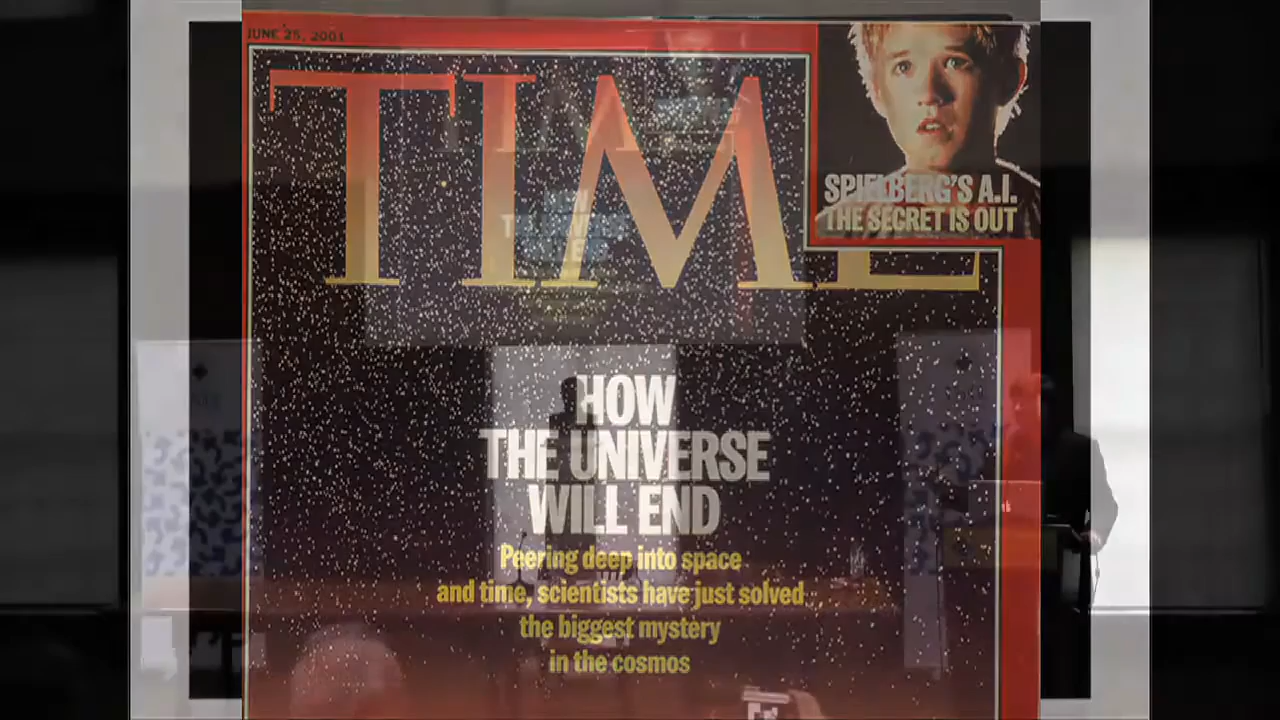 JUNE 25, 2001
TIME
SPIELBERG'S A.I.
THE SECRET IS OUT
HOW
THE UNIVERSE
WILL END
Peering deep into space
and time, scientists have just solved
the biggest mystery
in the cosmos